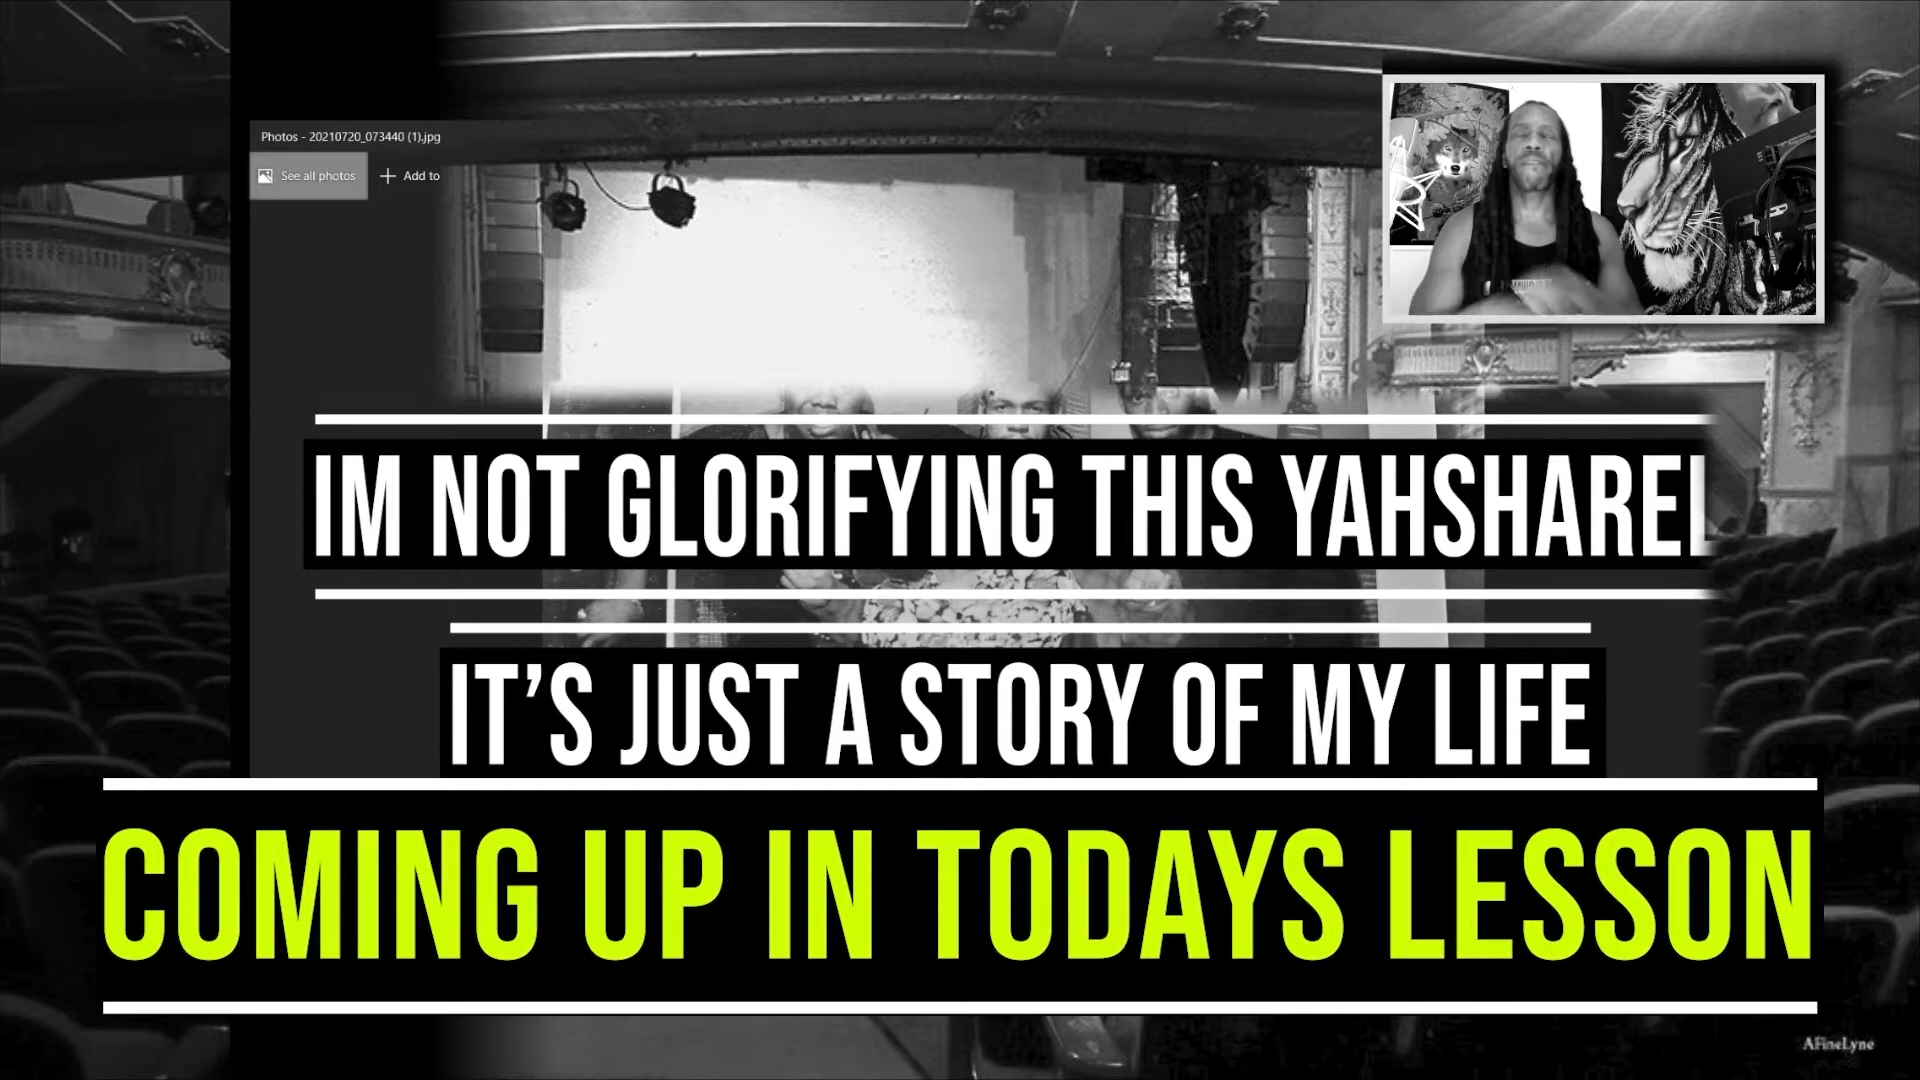 Photos - 20210720_073440 (1).jpg
See all photos
Add to
IM NOT GLORIFYING THIS YAHSHAREL
IT'S JUST A STORY OF MY LIFE
COMING UP IN TODAYS LESSON
AFineLyne